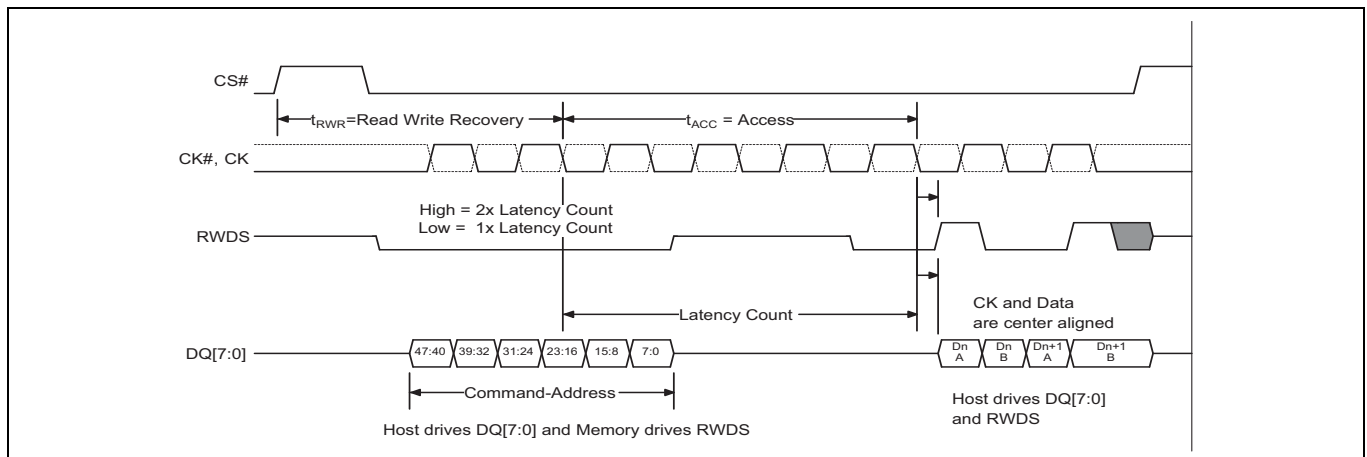 CS#
tRWR=Read Write Recovery
tACC = Access
CK#, CK
High = 2x Latency Count
Low = 1x Latency Count
RWDS
Latency Count
CK and Data
are center aligned
DQ[7:0]
47:40 39:32 31:24 23:16 15:8 7:0
Dn A
Dn B
Dn+1 A
Dn+1 B
Command-Address
Host drives DQ[7:0]
and RWDS
Host drives DQ[7:0] and Memory drives RWDS